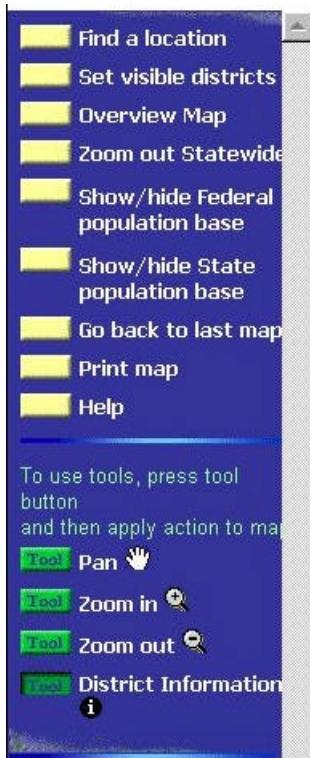 Find a location
Set visible districts
Overview Map
Zoom out Statewide
Show/hide Federal
population base
Show/hide State
population base
Go back to last map
Print map
Help
To use tools, press tool
button
and then apply action to map
Tool Pan
Tool Zoom in
Tool Zoom out
Tool District Information